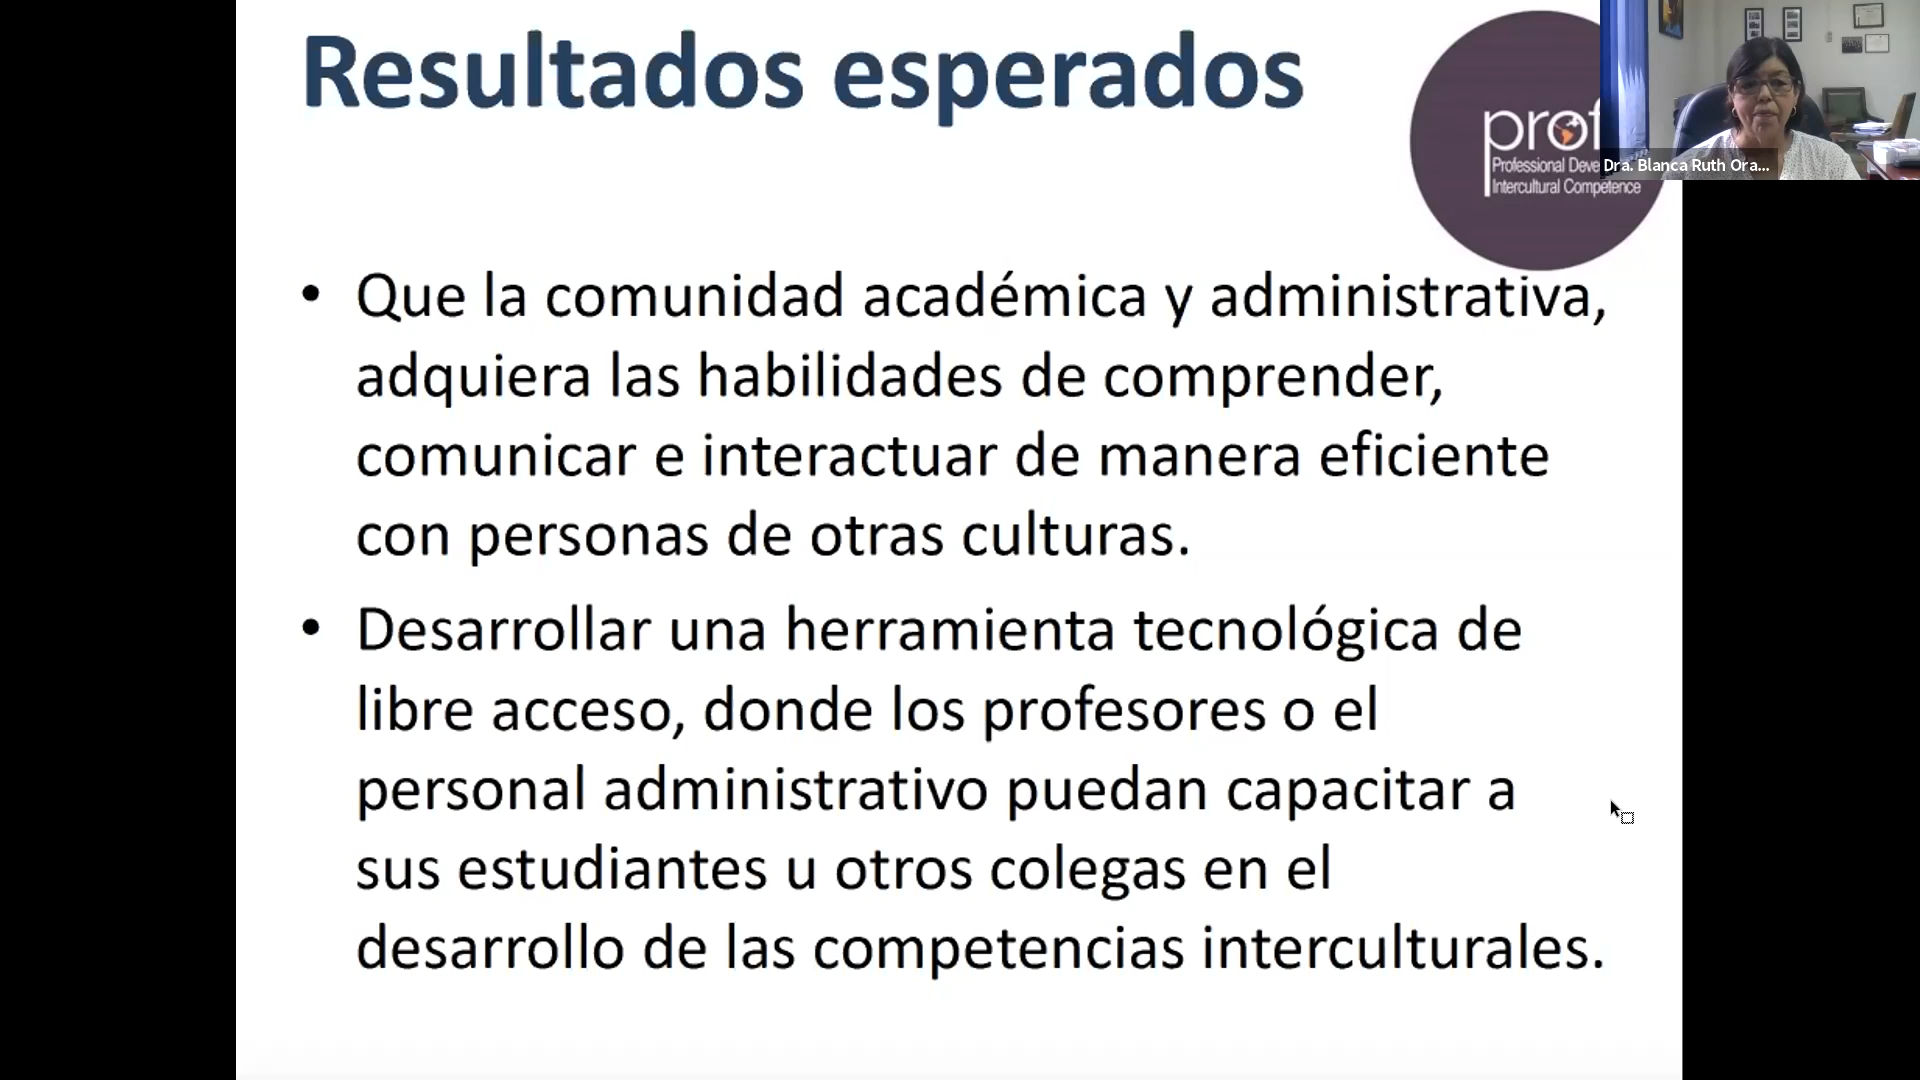 Resultados esperados
Professional Deve
Intercultural Competence
Dra. Blanca Ruth Ora...
• Que la comunidad académica y administrativa,
adquiera las habilidades de comprender,
comunicar e interactuar de manera eficiente
con personas de otras culturas.
• Desarrollar una herramienta tecnológica de
libre acceso, donde los profesores o el
personal administrativo puedan capacitar a
sus estudiantes u otros colegas en el
desarrollo de las competencias interculturales.